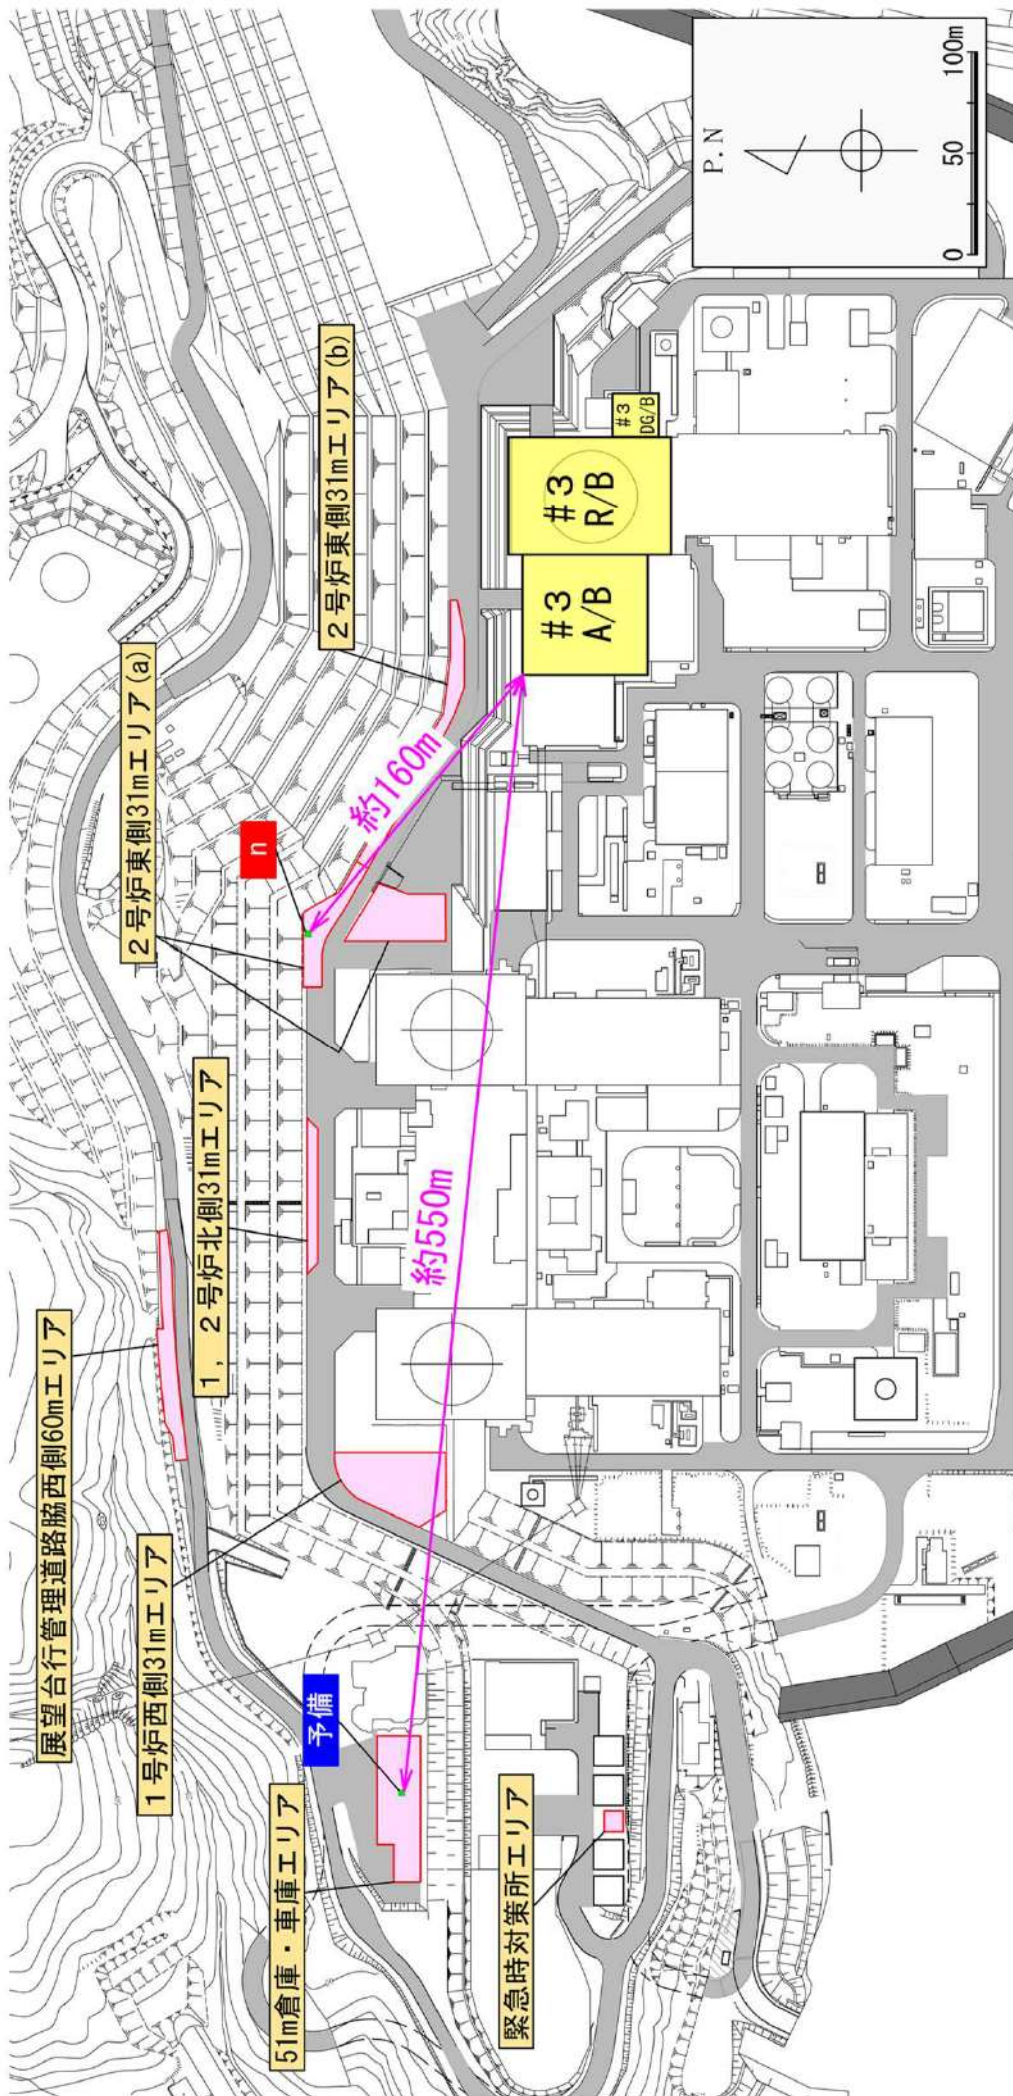 展望台行管理道路脇西側60mエリア
1号炉西側31mエリア
51m倉庫・車庫エリア
予備
緊急時対策所エリア
1，2号炉北側31mエリア
2号炉東側31mエリア(a)
n
2号炉東側31mエリア(b)
約160m
約550m
#3
A/B
#3
R/B
#3
DG/B
P.N
0 50 100m